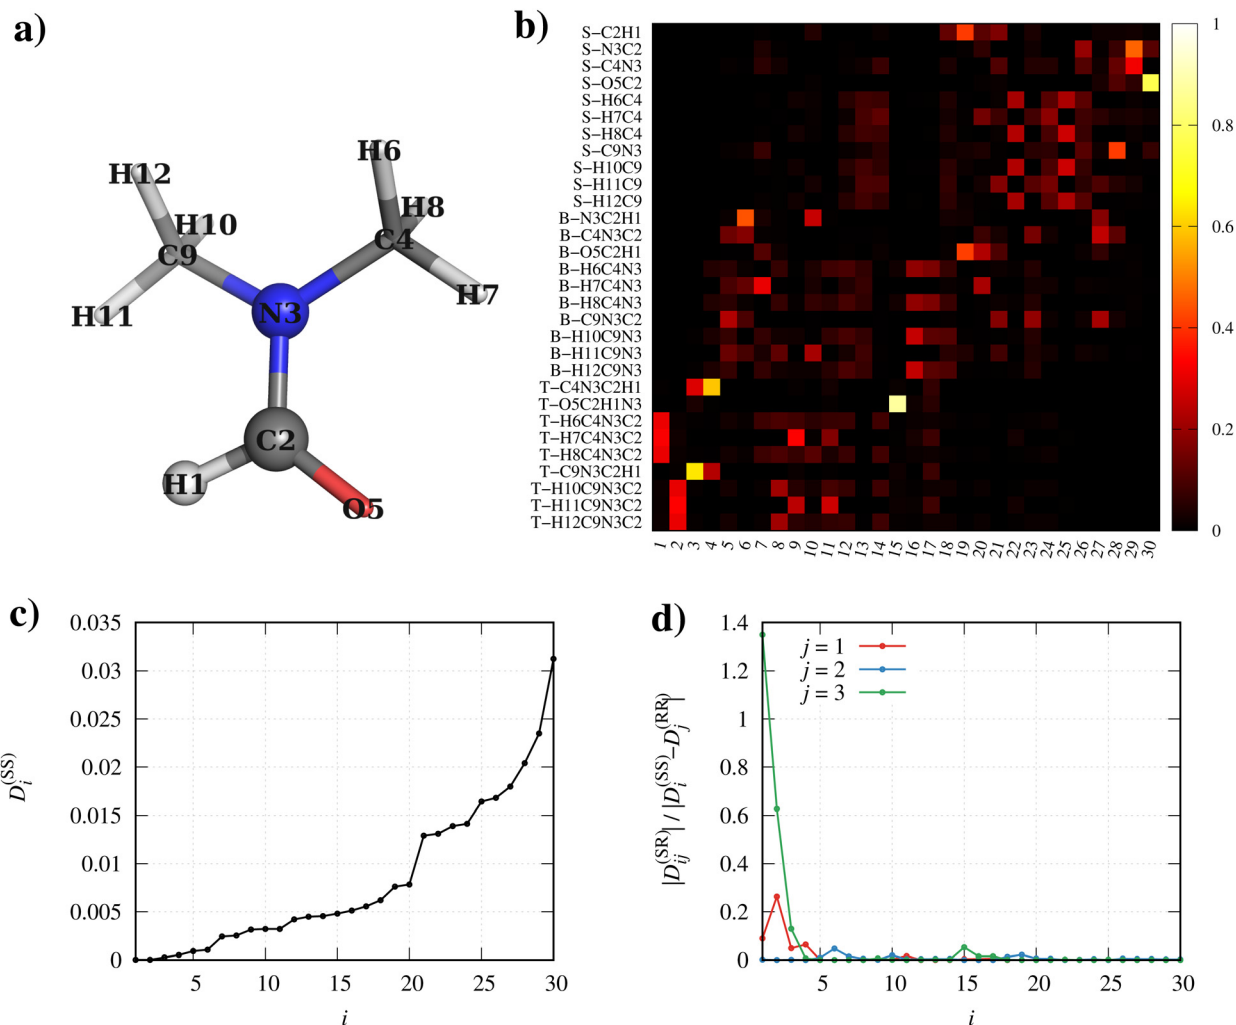 a)
H12
H6
H10
H8
C9
C4
H11
N3
H7
C2
H1
O5
b)
S−C2H1
S−N3C2
S−C4N3
S−O5C2
S−H6C4
S−H7C4
S−H8C4
S−C9N3
S−H10C9
S−H11C9
S−H12C9
B−N3C2H1
B−C4N3C2
B−O5C2H1
B−H6C4N3
B−H7C4N3
B−H8C4N3
B−C9N3C2
B−H10C9N3
B−H11C9N3
B−H12C9N3
T−C4N3C2H1
T−O5C2H1N3
T−H6C4N3C2
T−H7C4N3C2
T−H8C4N3C2
T−C9N3C2H1
T−H10C9N3C2
T−H11C9N3C2
T−H12C9N3C2
1 2 3 4 5 6 7 8 9 10 11 12 13 14 15 16 17 18 19 20 21 22 23 24 25 26 27 28 29 30
1
0.8
0.6
0.4
0.2
0
c)
0.035
0.03
0.025
0.02
0.015
0.01
0.005
0
D_i^(SS)
5 10 15 20 25 30
i
d)
1.4
1.2
1
0.8
0.6
0.4
0.2
0
|D_ij^(SR)| / |D_i^(SS)−D_j^(RR)|
j = 1
j = 2
j = 3
5 10 15 20 25 30
i